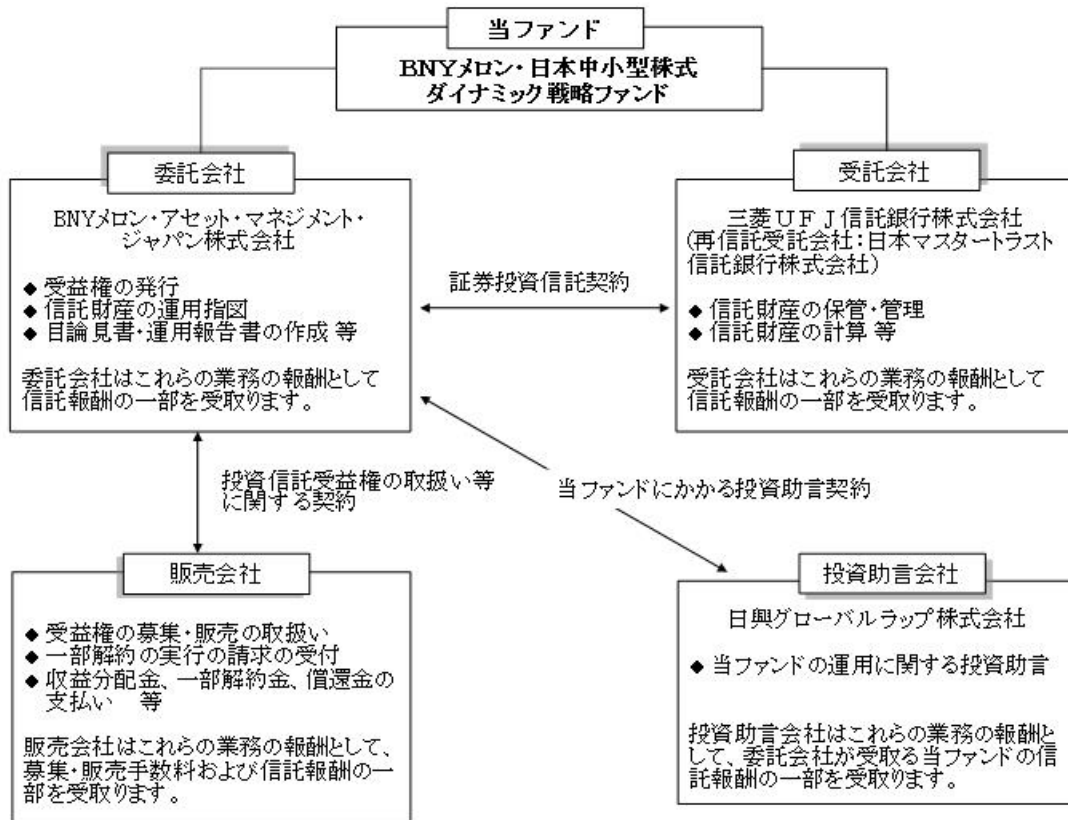 当ファンド
BNYメロン・日本中小型株式
ダイナミック戦略ファンド
委託会社
BNYメロン・アセット・マネジメント・
ジャパン株式会社
◆ 受益権の発行
◆ 信託財産の運用指図
◆ 目論見書・運用報告書の作成 等
委託会社はこれらの業務の報酬として
信託報酬の一部を受取ります。
証券投資信託契約
受託会社
三菱UFJ信託銀行株式会社
(再信託受託会社:日本マスタートラスト
信託銀行株式会社)
◆ 信託財産の保管・管理
◆ 信託財産の計算 等
受託会社はこれらの業務の報酬として
信託報酬の一部を受取ります。
投資信託受益権の取扱い等
に関する契約
当ファンドにかかる投資助言契約
販売会社
◆ 受益権の募集・販売の取扱い
◆ 一部解約の実行の請求の受付
◆ 収益分配金、一部解約金、償還金の
支払い 等
販売会社はこれらの業務の報酬として、
募集・販売手数料および信託報酬の一
部を受取ります。
投資助言会社
日興グローバルラップ株式会社
◆ 当ファンドの運用に関する投資助言
投資助言会社はこれらの業務の報酬と
して、委託会社が受取る当ファンドの信
託報酬の一部を受取ります。